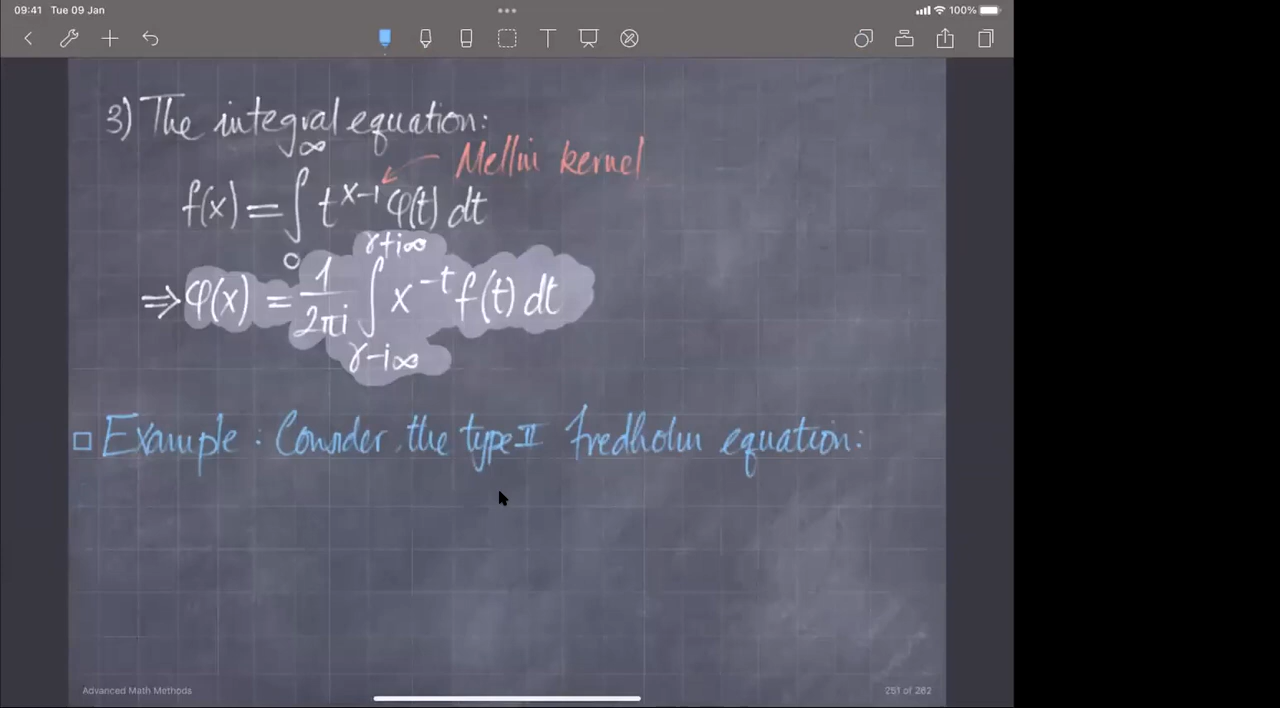 09:41 Tue 09 Jan
100%
3) The integral equation:
Mellin kernel
f(x) = ∫₀^∞ t^{x-1} φ(t) dt
⇒ φ(x) = 1/2πi ∫_{γ-i∞}^{γ+i∞} x^{-t} f(t) dt
□ Example: Consider the type II Fredholm equation:
Advanced Math Methods
251 of 262